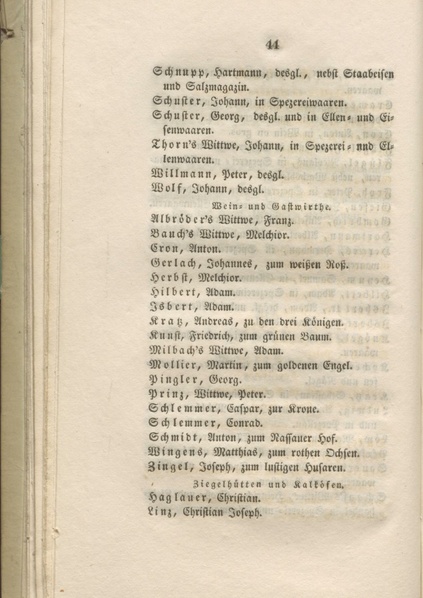 44
Schnupp, Hartmann, desgl., nebst Staabeisen
und Salzmagazin.
Schuster, Johann, in Spezereiwaaren.
Schuster, Georg, desgl. und in Ellen- und Ei-
senwaaren.
Thorn's Wittwe, Johann, in Spezerei- und El-
lenwaaren.
Willmann, Peter, desgl.
Wolf, Johann, desgl.
Wein- und Gastwirthe.
Albröder's Wittwe, Franz.
Bauch's Wittwe, Melchior.
Cron, Anton.
Gerlach, Johannes, zum weißen Roß.
Herbst, Melchior.
Hilbert, Adam.
Isbert, Adam.
Kratz, Andreas, zu den drei Königen.
Kunst, Friedrich, zum grünen Baum.
Milbach's Wittwe, Adam.
Mollier, Martin, zum goldenen Engel.
Pingler, Georg.
Prinz, Wittwe, Peter.
Schlemmer, Caspar, zur Krone.
Schlemmer, Conrad.
Schmidt, Anton, zum Nassauer Hof.
Wingens, Matthias, zum rothen Ochsen.
Zingel, Joseph, zum lustigen Husaren.
Ziegelhütten und Kalköfen.
Haglauer, Christian.
Linz, Christian Joseph.